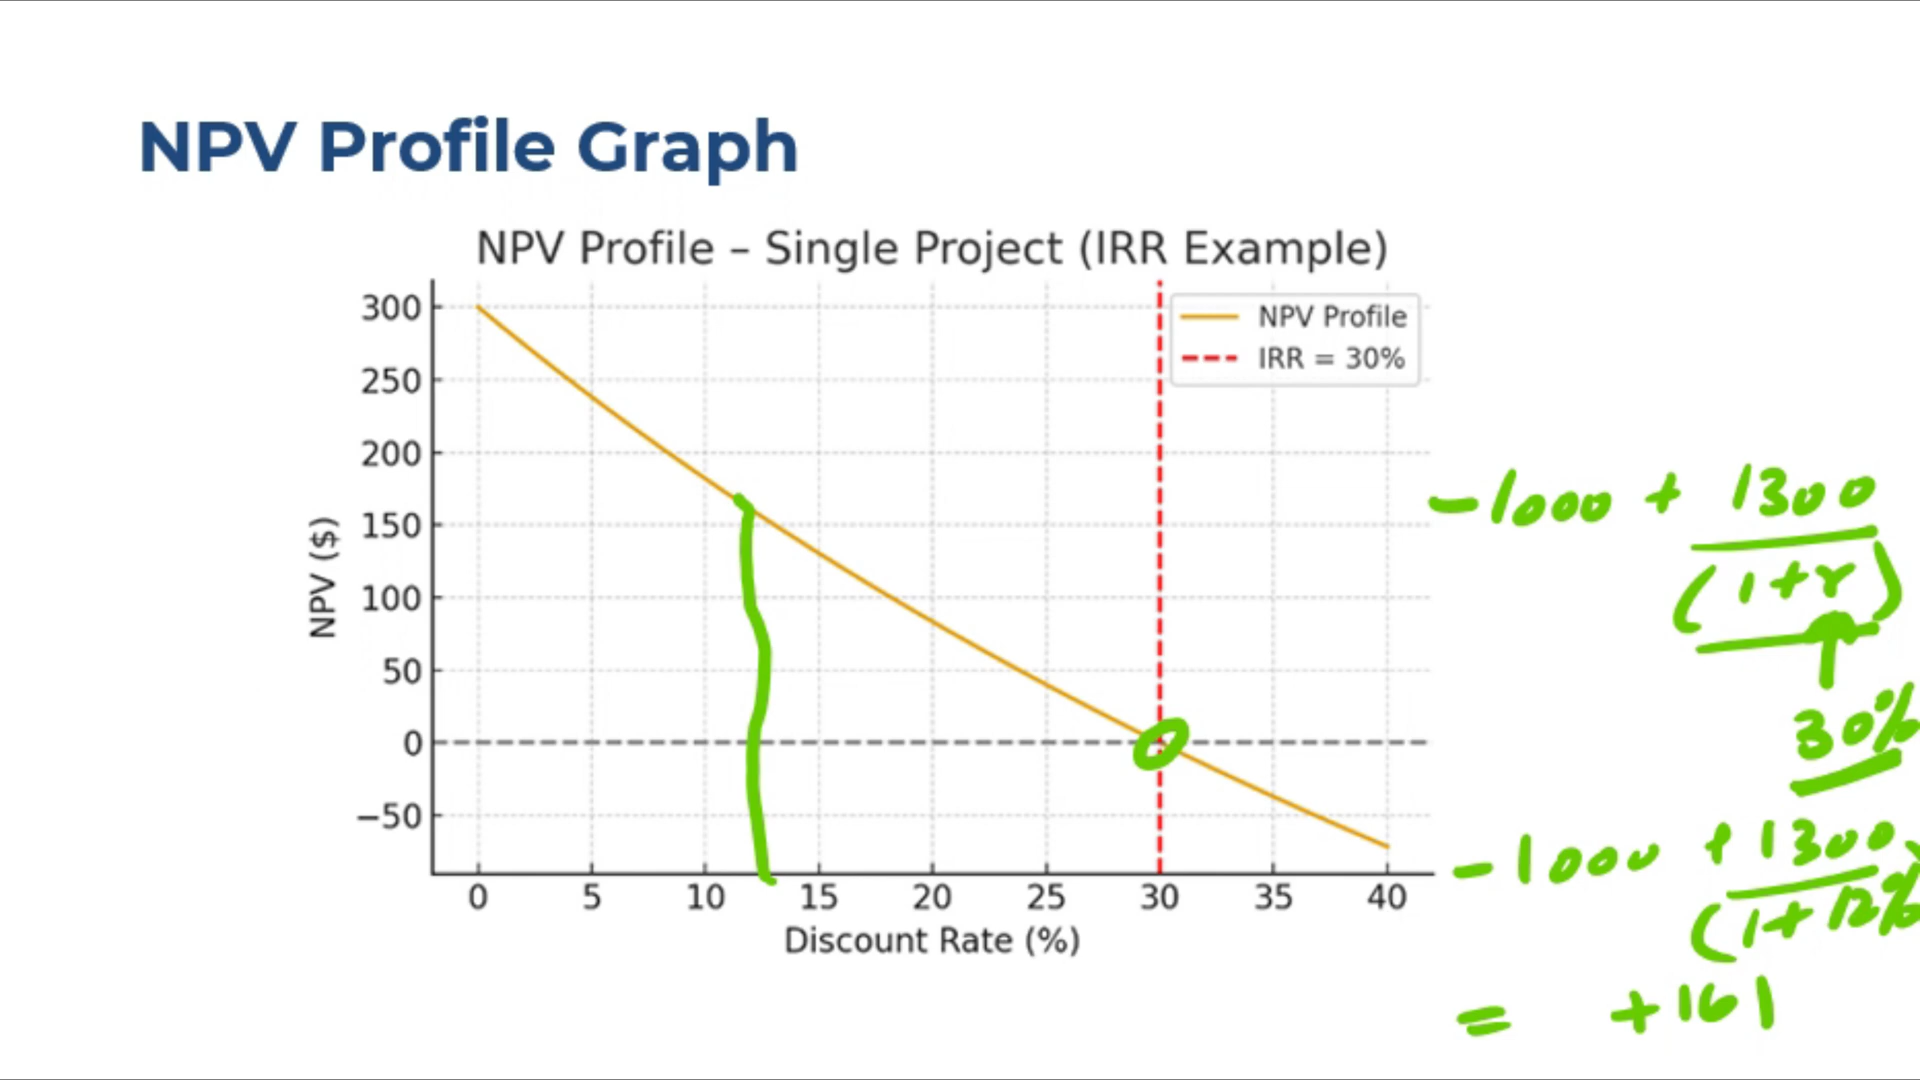 NPV Profile Graph
NPV Profile – Single Project (IRR Example)
NPV Profile
IRR = 30%
300
250
200
150
100
50
0
−50
NPV ($)
0 5 10 15 20 25 30 35 40
Discount Rate (%)
-1000 + 1300
(1+r)
30%
-1000 + 1300
(1+12%
= +161